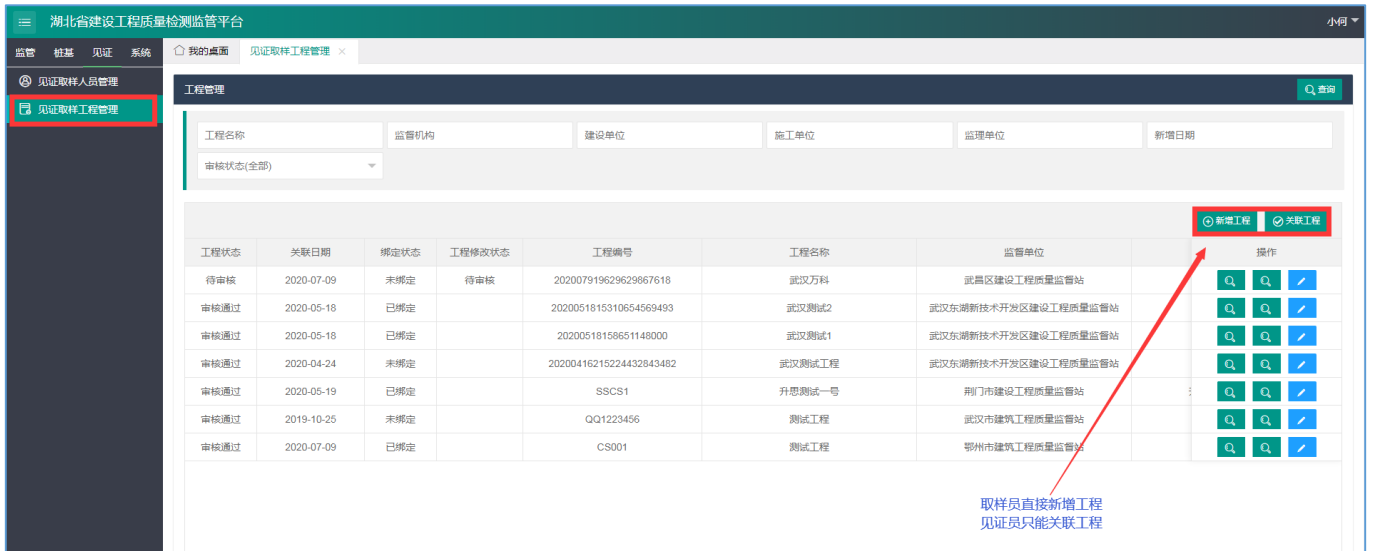 湖北省建设工程质量检测监管平台 小何
监管 桩基 见证 系统 我的桌面 见证取样工程管理
见证取样人员管理
见证取样工程管理
工程管理 查询
工程名称 监督机构 建设单位 施工单位 监理单位 新增日期
审核状态(全部)
新增工程 关联工程
工程状态 关联日期 绑定状态 工程修改状态 工程编号 工程名称 监督单位 操作
待审核 2020-07-09 未绑定 待审核 202007919629629867618 武汉万科 武昌区建设工程质量监督站
审核通过 2020-05-18 已绑定 2020051815310654569493 武汉测试2 武汉东湖新技术开发区建设工程质量监督站
审核通过 2020-05-18 已绑定 20200518158651148000 武汉测试1 武汉东湖新技术开发区建设工程质量监督站
审核通过 2020-04-24 未绑定 20200416215224432843482 武汉测试工程 武汉东湖新技术开发区建设工程质量监督站
审核通过 2020-05-19 已绑定 SSCS1 升思测试一号 荆门市建设工程质量监督站
审核通过 2019-10-25 未绑定 QQ1223456 测试工程 武汉市建筑工程质量监督站
审核通过 2020-07-09 已绑定 CS001 测试工程 鄂州市建筑工程质量监督站
取样员直接新增工程
见证员只能关联工程